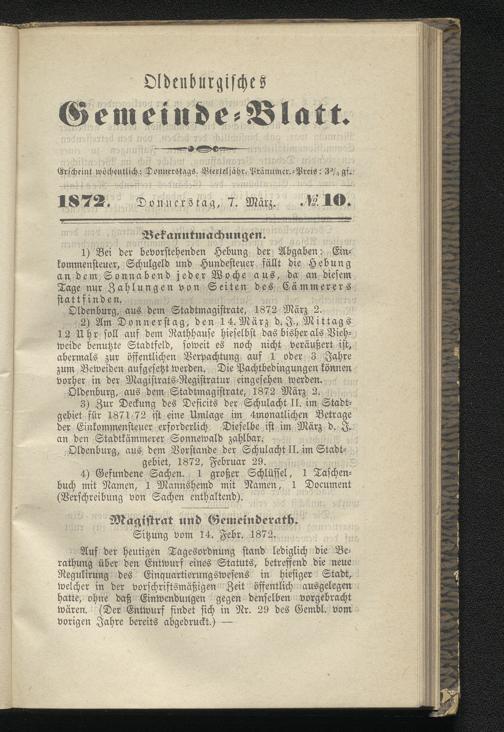 Oldenburgisches
Gemeinde=Blatt.
Erscheint wöchentlich: Donnerstags. Vierteljähr. Pränumer.=Preis: 3¾ gr.
1872. Donnerstag, 7. März. № 10.
Bekanntmachungen.
1) Bei der bevorstehenden Hebung der Abgaben: Ein=
kommensteuer, Schulgeld und Hundesteuer fällt die Hebung
an dem Sonnabend jeder Woche aus, da an diesem
Tage nur Zahlungen von Seiten des Cämmerers
stattfinden.
Oldenburg, aus dem Stadtmagistrate, 1872 März 2.
2) Am Donnerstag, den 14. März d. J., Mittags
12 Uhr soll auf dem Rathhause hieselbst das bisher als Vieh=
weide benutzte Stadtfeld, soweit es noch nicht veräußert ist,
abermals zur öffentlichen Verpachtung auf 1 oder 3 Jahre
zum Beweiden aufgesetzt werden. Die Pachtbedingungen können
vorher in der Magistrats=Registratur eingesehen werden.
Oldenburg, aus dem Stadtmagistrate, 1872 März 2.
3) Zur Deckung des Deficits der Schulacht II. im Stadt=
gebiet für 1871/72 ist eine Umlage im 4monatlichen Betrage
der Einkommensteuer erforderlich. Dieselbe ist im März d. J.
an den Stadtkämmerer Sonnewald zahlbar.
Oldenburg, aus dem Vorstande der Schulacht II. im Stadt=
gebiet, 1872, Februar 29.
4) Gefundene Sachen. 1 großer Schlüssel, 1 Taschen=
buch mit Namen, 1 Mannshemd mit Namen, 1 Document
(Verschreibung von Sachen enthaltend).
Magistrat und Gemeinderath.
Sitzung vom 14. Febr. 1872.
Auf der heutigen Tagesordnung stand lediglich die Be=
rathung über den Entwurf eines Statuts, betreffend die neue
Regulirung des Einquartierungswesens in hiesiger Stadt,
welcher in der vorschriftsmäßigen Zeit öffentlich ausgelegen
hatte, ohne daß Einwendungen gegen denselben vorgebracht
wären. (Der Entwurf findet sich in Nr. 29 des Gembl. vom
vorigen Jahre bereits abgedruckt.) —